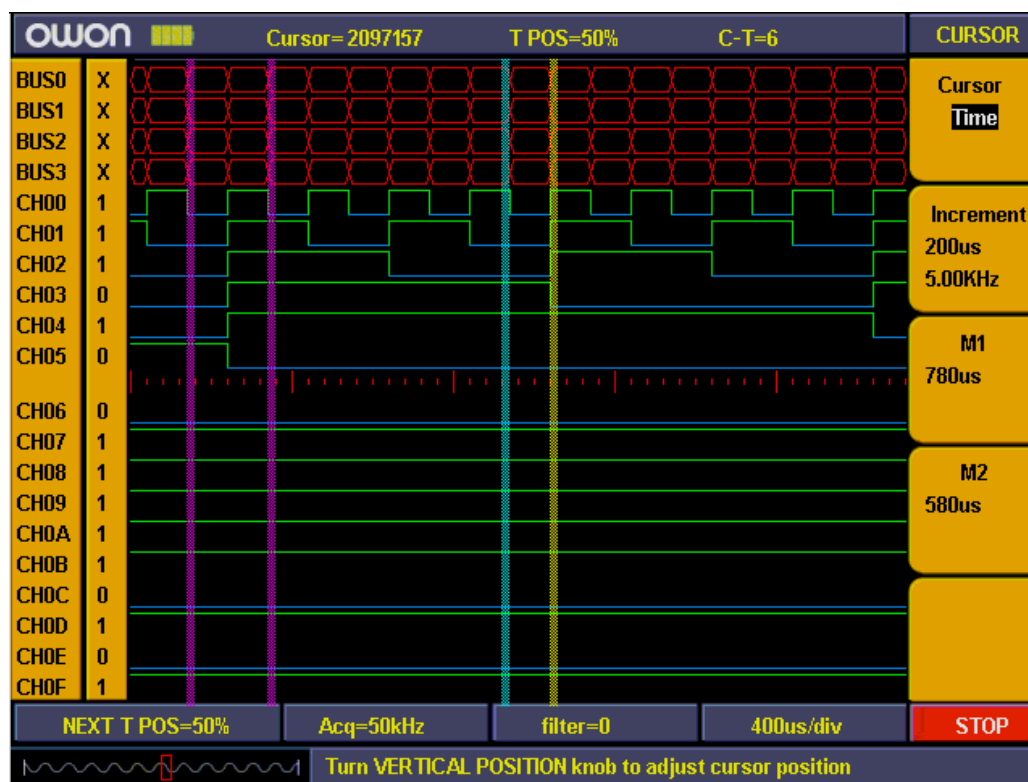 owon Cursor=2097157 T POS=50% C-T=6 CURSOR
BUS0 X
BUS1 X
BUS2 X
BUS3 X
CH00 1
CH01 1
CH02 1
CH03 0
CH04 1
CH05 0
CH06 0
CH07 1
CH08 1
CH09 1
CH0A 1
CH0B 1
CH0C 0
CH0D 1
CH0E 0
CH0F 1
Cursor
Time
Increment
200us
5.00KHz
M1
780us
M2
580us
NEXT T POS=50% Acq=50kHz filter=0 400us/div STOP
Turn VERTICAL POSITION knob to adjust cursor position